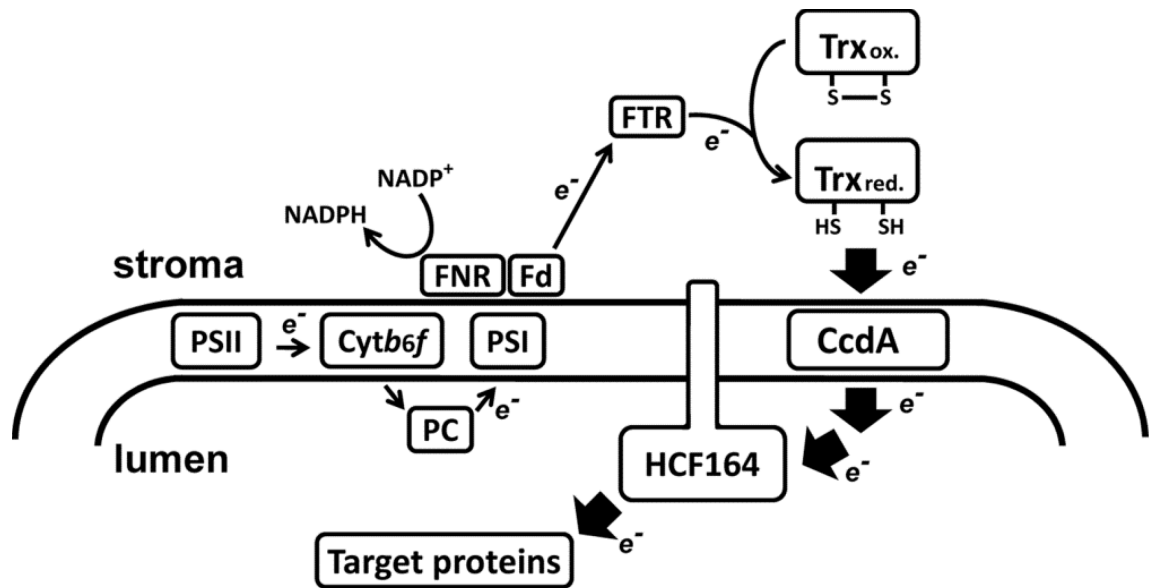 Trx ox.
S S
FTR
e-
e-
NADP+
Trx red.
NADPH
HS SH
stroma
FNR Fd
e-
PSII
e-
Cytb6f
PSI
CcdA
e-
PC
e-
lumen
HCF164
e-
e-
Target proteins